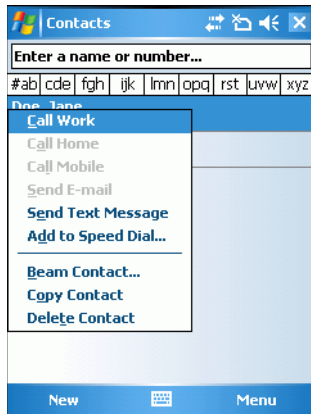 Contacts
Enter a name or number...
#ab cde fgh ijk lmn opq rst uvw xyz
Doe, Jane
Call Work
Call Home
Call Mobile
Send E-mail
Send Text Message
Add to Speed Dial...
Beam Contact...
Copy Contact
Delete Contact
New Menu